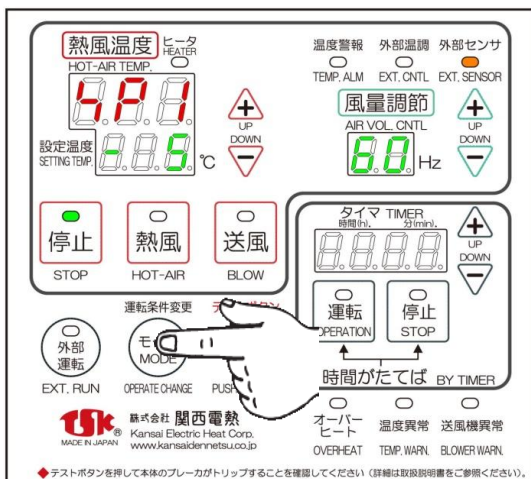 熱風温度 ヒータ
HEATER
HOT-AIR TEMP.
4P1
設定温度
SETTING TEMP.
- 5 ℃
UP
DOWN
温度警報 外部温調 外部センサ
TEMP. ALM EXT. CNTL EXT. SENSOR
風量調節
AIR VOL. CNTL
60 Hz
UP
DOWN
停止 熱風 送風
STOP HOT-AIR BLOW
タイマ TIMER
時間(h). 分(min).
UP
DOWN
運転 停止
OPERATION STOP
時間がたてば BY TIMER
運転条件変更
外部
運転
MODE
EXT. RUN OPERATE CHANGE
オーバー
ヒート 温度異常 送風機異常
OVERHEAT TEMP. WARN. BLOWER WARN.
TSK ®
MADE IN JAPAN
株式会社 関西電熱
Kansai Electric Heat Corp.
www.kansaidennetsu.co.jp
◆テストボタンを押して本体のブレーカがトリップすることを確認してください（詳細は取扱説明書をご参照ください）。